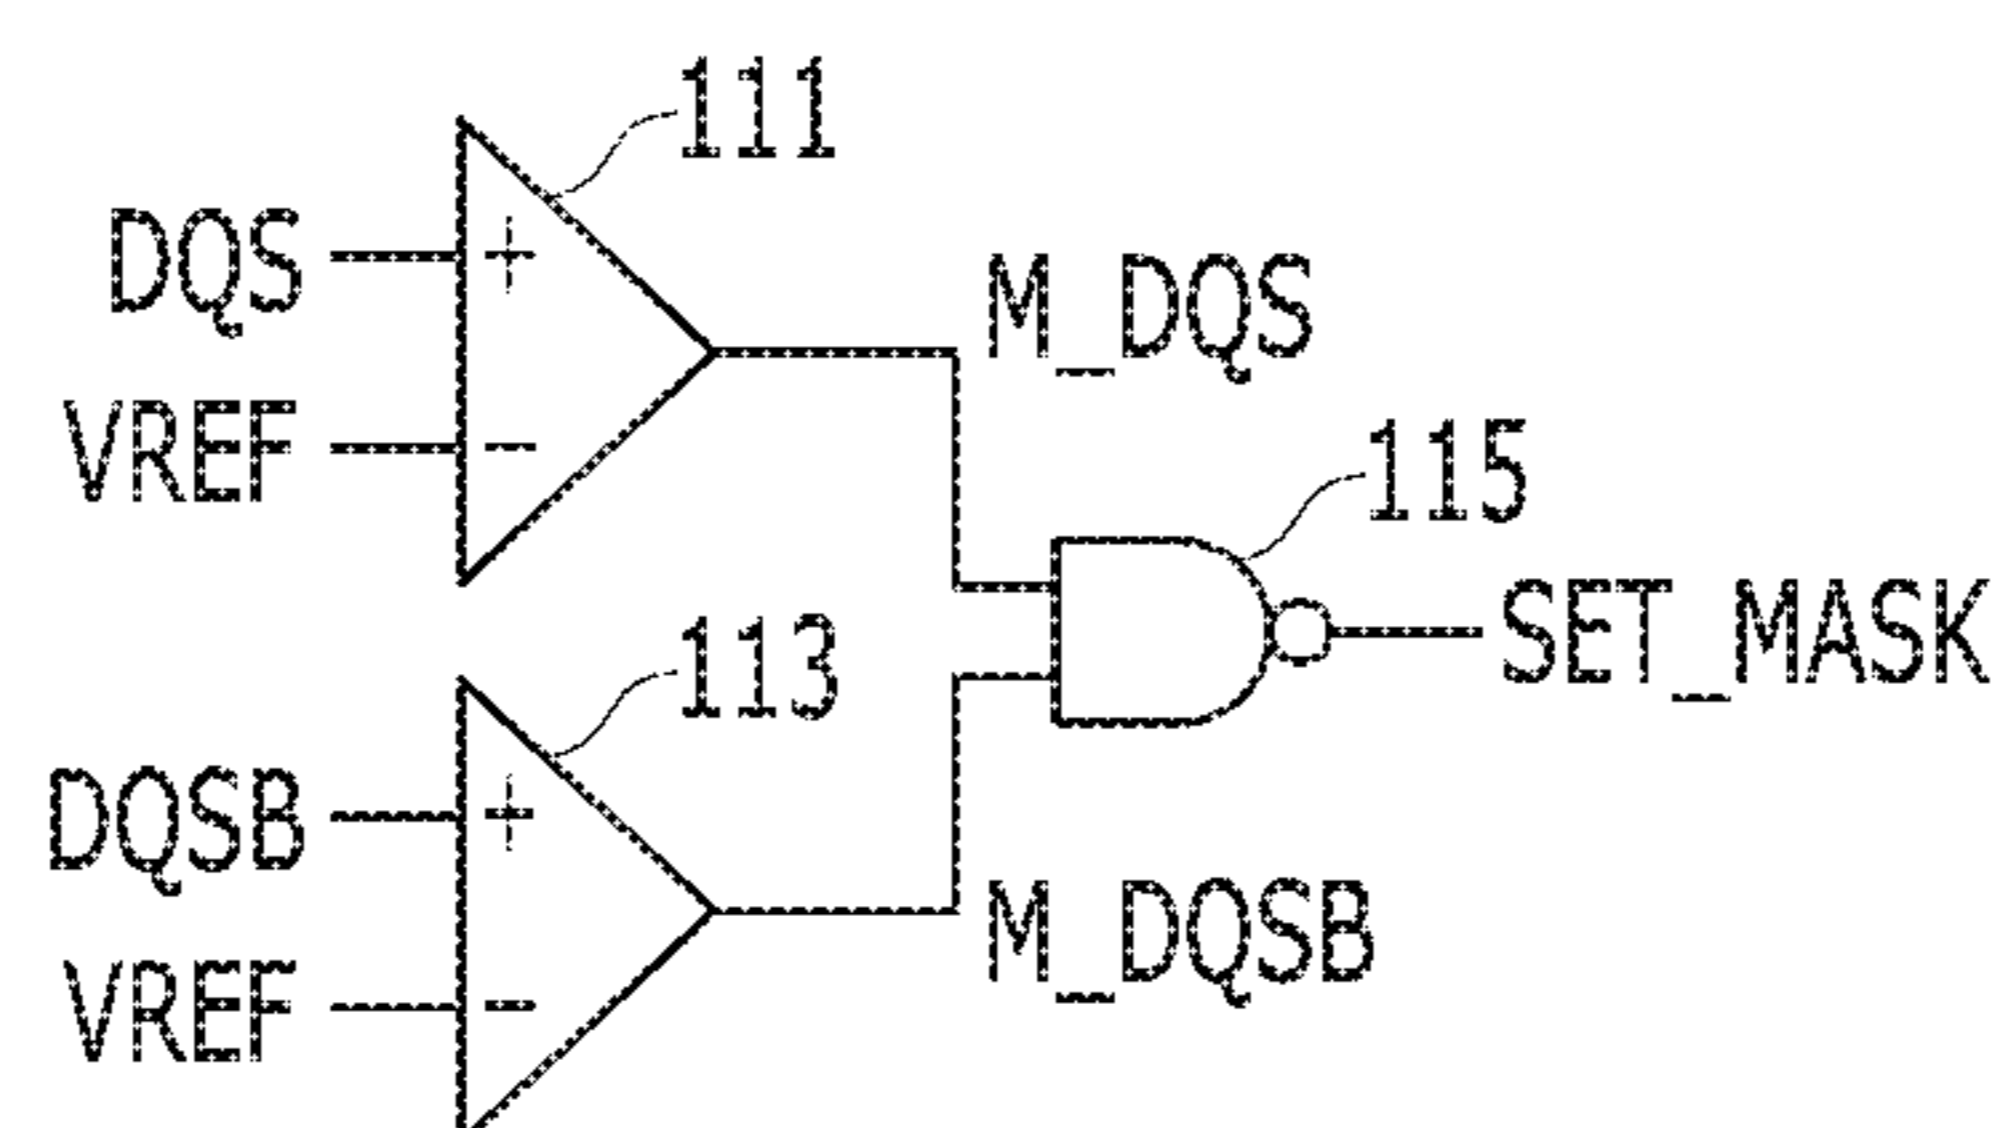 111
DQS
+
M_DQS
VREF
-
115
SET_MASK
113
DQSB
+
M_DQSB
VREF
-